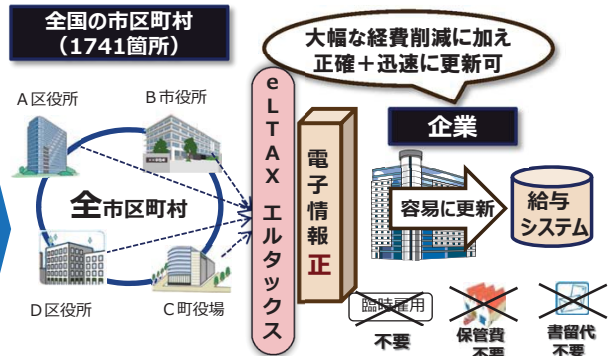 全国の市区町村
（1741箇所）
A区役所
B市役所
全市区町村
D区役所
C町役場
eLTAX エルタックス
電子情報 正
大幅な経費削減に加え
正確＋迅速に更新可
企業
容易に更新
給与
システム
臨時雇用
不要
保管費
不要
書留代
不要